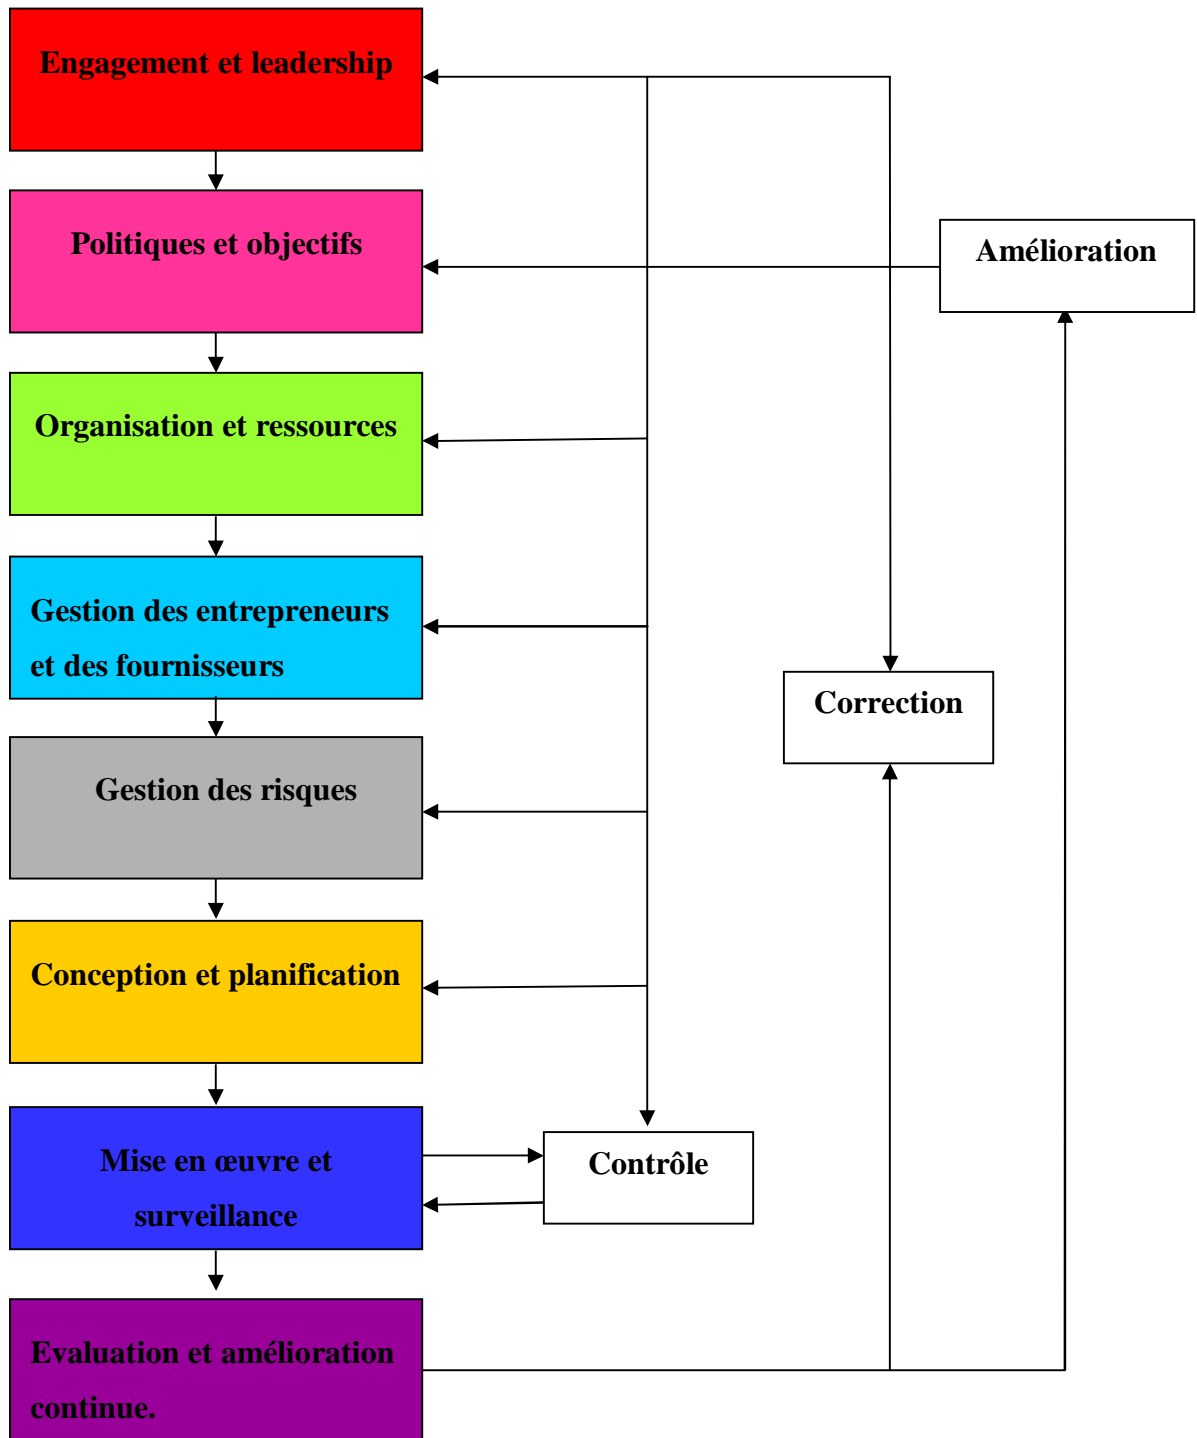 Engagement et leadership
Politiques et objectifs
Amélioration
Organisation et ressources
Gestion des entrepreneurs
et des fournisseurs
Correction
Gestion des risques
Conception et planification
Mise en œuvre et
surveillance
Contrôle
Evaluation et amélioration
continue.